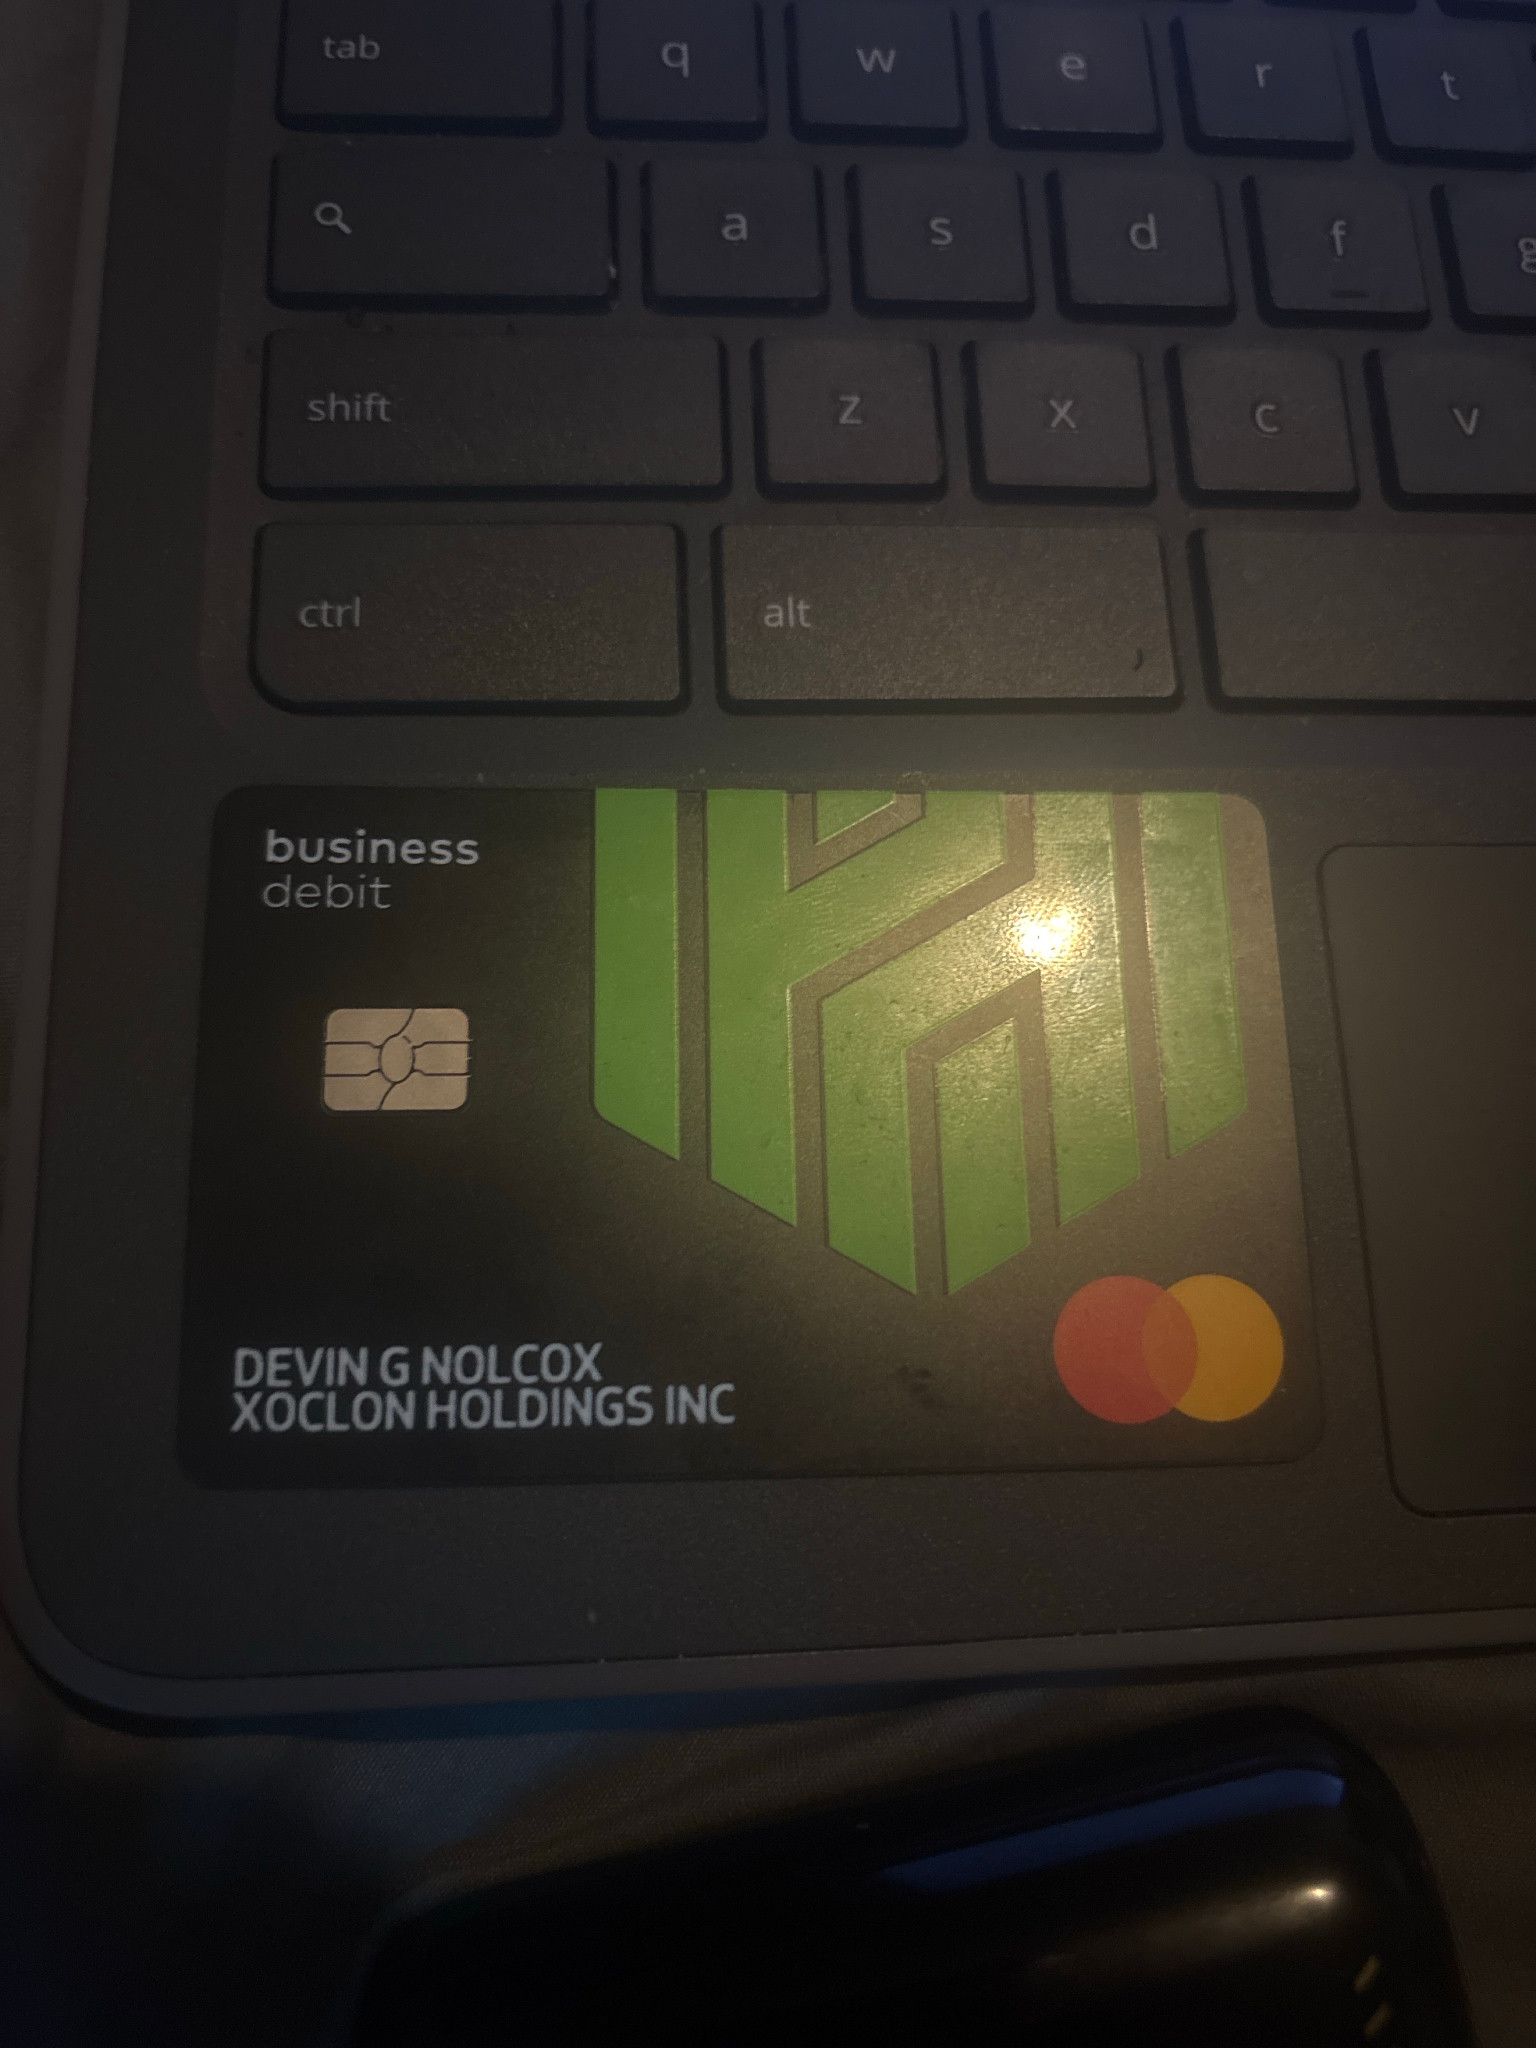 tab q w e r t
a s d f g
shift z x c v
ctrl alt
business
debit
DEVIN G NOLCOX
XOCLON HOLDINGS INC